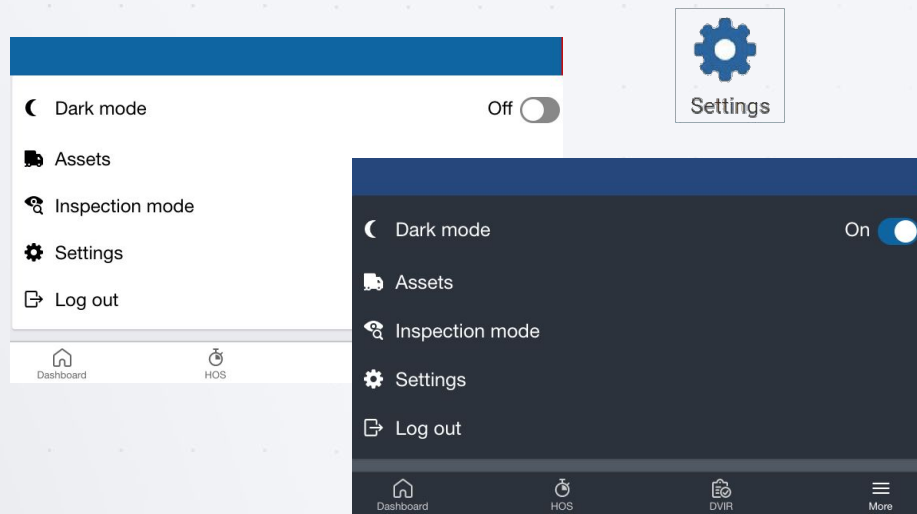 Settings
Dark mode Off
Assets
Inspection mode
Settings
Log out
Dashboard HOS
Dark mode On
Assets
Inspection mode
Settings
Log out
Dashboard HOS DVIR More